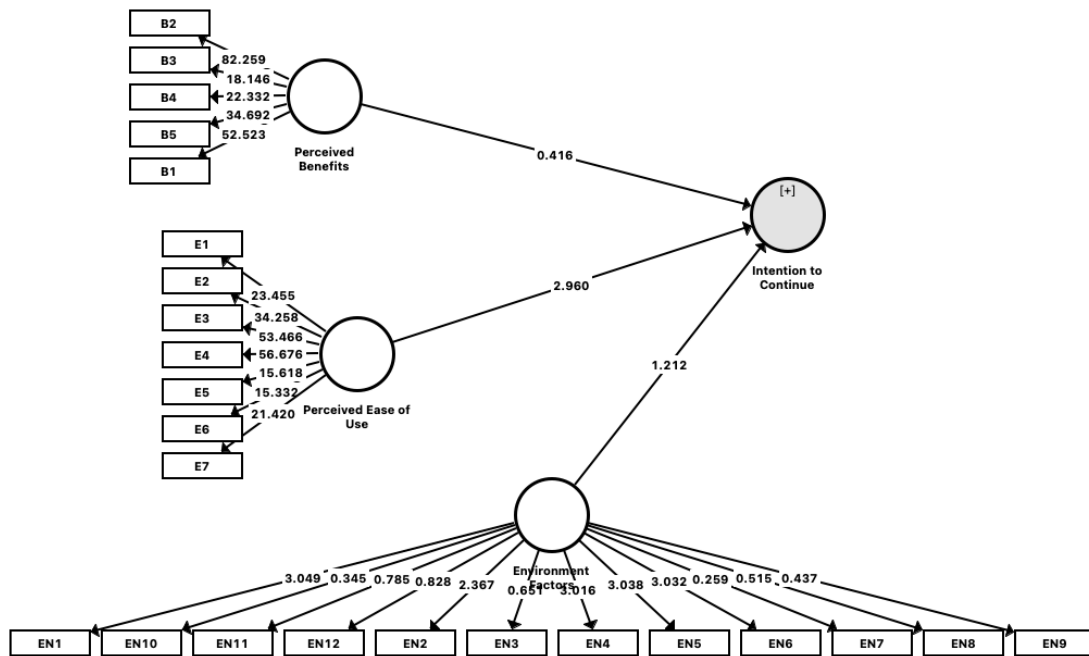 B2
82.259
B3
18.146
B4
22.332
34.692
B5
52.523
B1
Perceived
Benefits
0.416
[+]
Intention to
Continue
E1
E2
23.455
E3
34.258
53.466
E4
56.676
E5
15.618
15.332
E6
21.420
E7
Perceived Ease of
Use
2.960
1.212
Environment
Factors
3.049 0.345 0.785 0.828 2.367 0.651 3.016 3.038 3.032 0.259 0.515 0.437
EN1 EN10 EN11 EN12 EN2 EN3 EN4 EN5 EN6 EN7 EN8 EN9